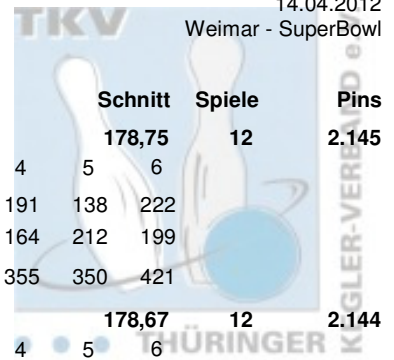 14.04.2012
TKV
Weimar - SuperBowl
Schnitt Spiele Pins
178,75 12 2.145
4 5 6
191 138 222
164 212 199
355 350 421
178,67 12 2.144
THÜRINGER
4 5 6
KEGLER-VERBAND e.V.